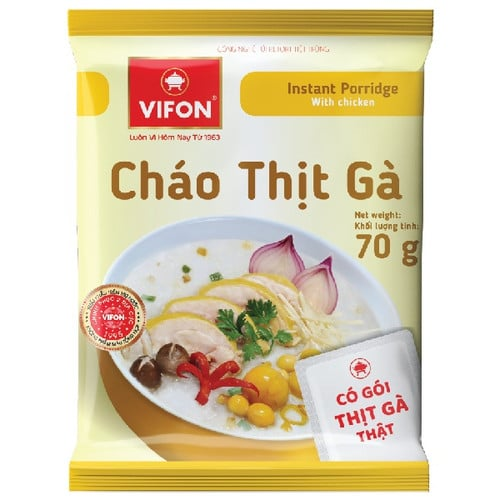 VIFON®
Luôn Vì Hôm Nay Từ 1963
Instant Porridge
With chicken
Cháo Thịt Gà
Net weight:
Khối lượng tịnh:
70 g
VIFON
CÓ GÓI
THỊT GÀ
THẬT